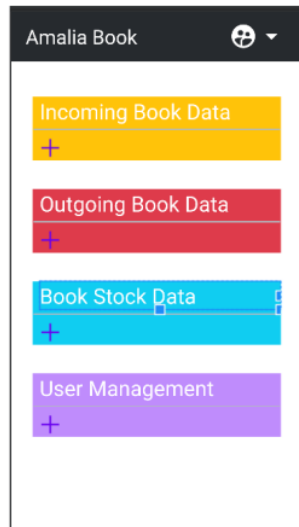 Amalia Book
Incoming Book Data
+
Outgoing Book Data
+
Book Stock Data
+
User Management
+